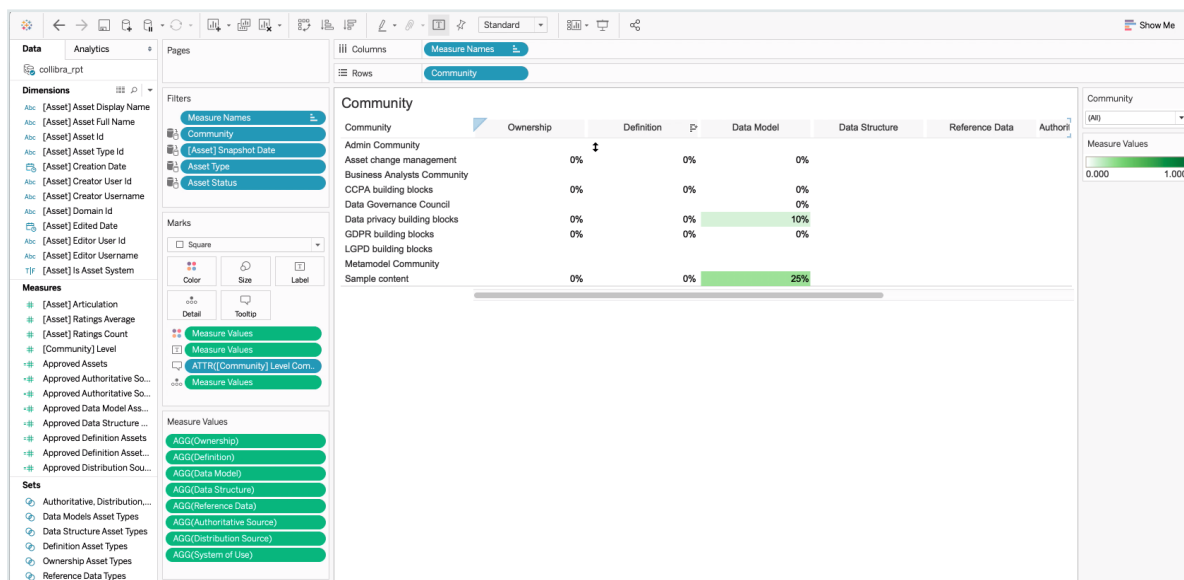 Standard
Show Me
Data Analytics
collibra_rpt
Dimensions
Abc [Asset] Asset Display Name
Abc [Asset] Asset Full Name
Abc [Asset] Asset Id
Abc [Asset] Asset Type Id
[Asset] Creation Date
Abc [Asset] Creator User Id
Abc [Asset] Creator Username
Abc [Asset] Domain Id
[Asset] Edited Date
Abc [Asset] Editor User Id
Abc [Asset] Editor Username
T|F [Asset] Is Asset System
Measures
# [Asset] Articulation
# [Asset] Ratings Average
# [Asset] Ratings Count
# [Community] Level
=# Approved Assets
=# Approved Authoritative So...
=# Approved Authoritative So...
=# Approved Data Model Ass...
=# Approved Data Structure ...
=# Approved Definition Assets
=# Approved Definition Asset...
=# Approved Distribution Sou...
Sets
Authoritative, Distribution,...
Data Models Asset Types
Data Structure Asset Types
Definition Asset Types
Ownership Asset Types
Reference Data Types
Pages
Filters
Measure Names
Community
[Asset] Snapshot Date
Asset Type
Asset Status
Marks
Square
Color Size Label
Detail Tooltip
Measure Values
Measure Values
ATTR([Community] Level Com..
Measure Values
Measure Values
AGG(Ownership)
AGG(Definition)
AGG(Data Model)
AGG(Data Structure)
AGG(Reference Data)
AGG(Authoritative Source)
AGG(Distribution Source)
AGG(System of Use)
Columns Measure Names
Rows Community
Community
Community Ownership Definition Data Model Data Structure Reference Data Authorit
Admin Community
Asset change management 0% 0% 0%
Business Analysts Community
CCPA building blocks 0% 0% 0%
Data Governance Council 0%
Data privacy building blocks 0% 0% 10%
GDPR building blocks 0% 0% 0%
LGPD building blocks
Metamodel Community
Sample content 0% 0% 25%
Community
(All)
Measure Values
0.000 1.000